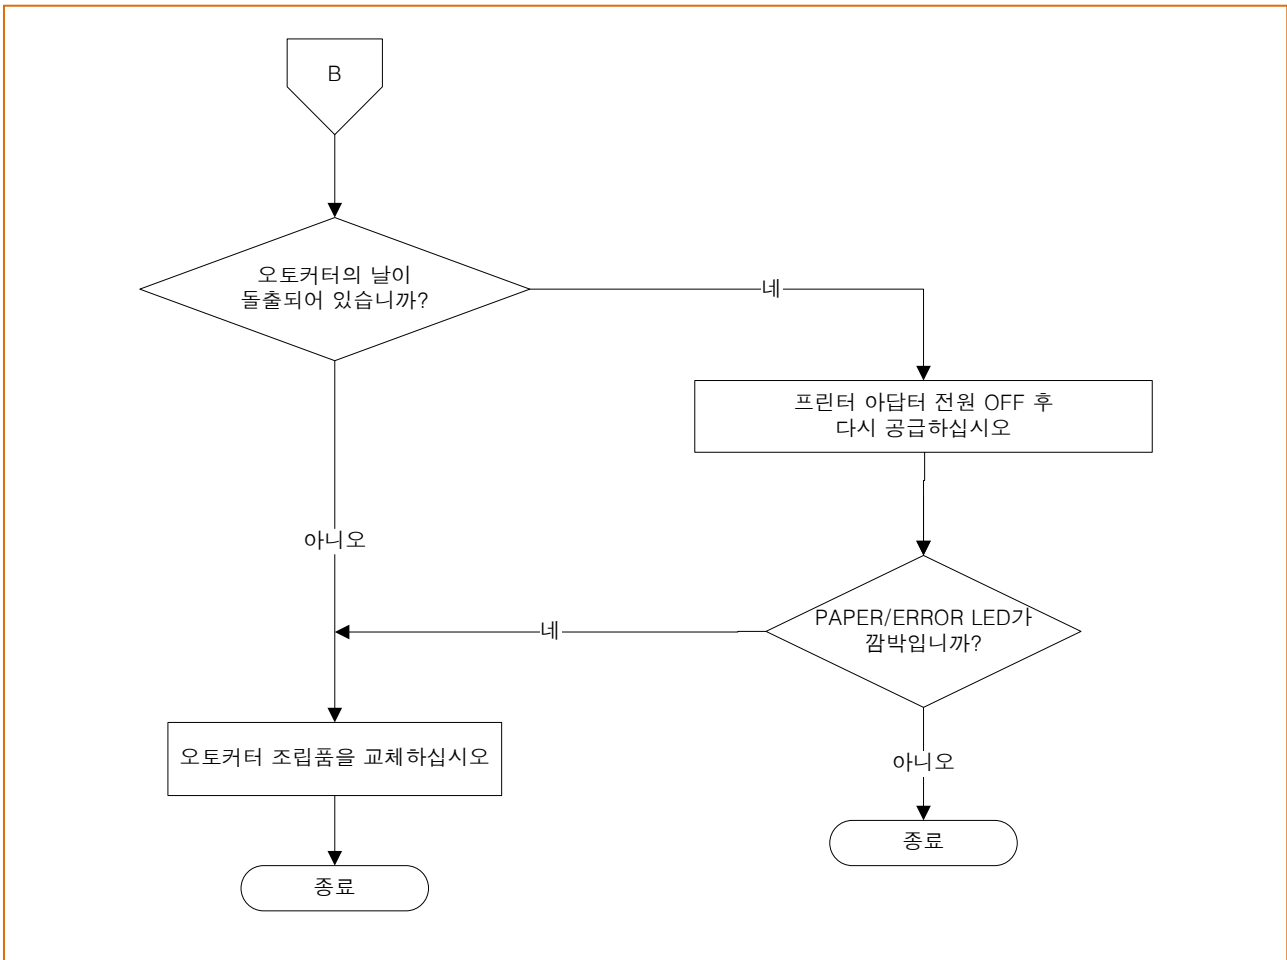 B
오토커터의 날이
돌출되어 있습니까?
네
프린터 아답터 전원 OFF 후
다시 공급하십시오
아니오
PAPER/ERROR LED가
깜박입니까?
네
오토커터 조립품을 교체하십시오
아니오
종료
종료